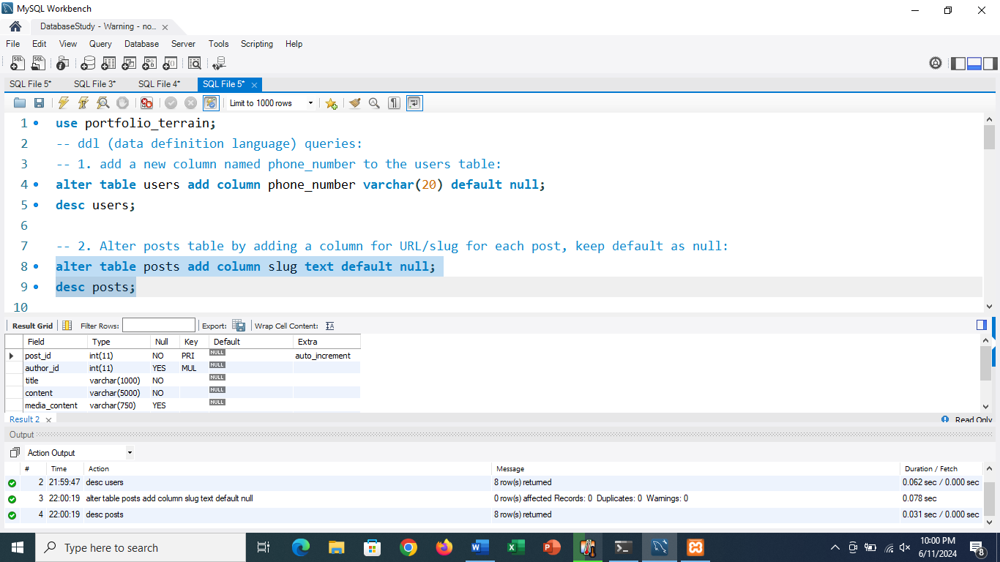 MySQL Workbench
DatabaseStudy - Warning - no...
File Edit View Query Database Server Tools Scripting Help
SQL File 5* SQL File 3* SQL File 4* SQL File 5*
Limit to 1000 rows
1 use portfolio_terrain;
2 -- ddl (data definition language) queries:
3 -- 1. add a new column named phone_number to the users table:
4 alter table users add column phone_number varchar(20) default null;
5 desc users;
6
7 -- 2. Alter posts table by adding a column for URL/slug for each post, keep default as null:
8 alter table posts add column slug text default null;
9 desc posts;
10
Result Grid Filter Rows: Export: Wrap Cell Content:
Field Type Null Key Default Extra
post_id int(11) NO PRI NULL auto_increment
author_id int(11) YES MUL NULL
title varchar(1000) NO NULL
content varchar(5000) NO NULL
media_content varchar(750) YES NULL
Result 2 Read Only
Output
Action Output
# Time Action Message Duration / Fetch
2 21:59:47 desc users 8 row(s) returned 0.062 sec / 0.000 sec
3 22:00:19 alter table posts add column slug text default null 0 row(s) affected Records: 0 Duplicates: 0 Warnings: 0 0.078 sec
4 22:00:19 desc posts 8 row(s) returned 0.031 sec / 0.000 sec
Type here to search
10:00 PM
6/11/2024
8